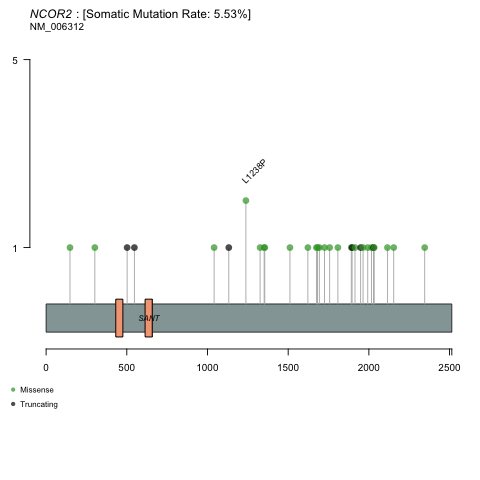 NCOR2 : [Somatic Mutation Rate: 5.53%]
NM_006312
5
L1238P
1
SANT
0 500 1000 1500 2000 2500
Missense
Truncating